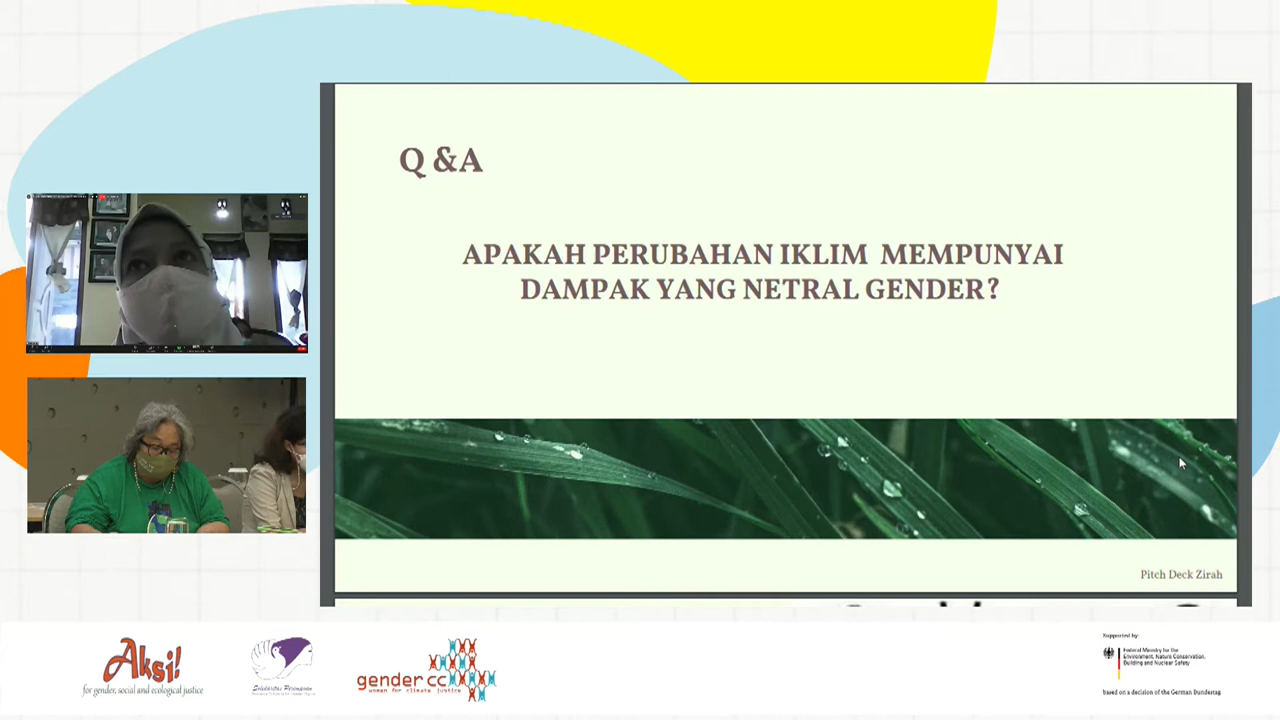 Q &A
APAKAH PERUBAHAN IKLIM MEMPUNYAI
DAMPAK YANG NETRAL GENDER?
Pitch Deck Zirah
Aksi!
for gender, social and ecological justice
Solidaritas Perempuan
gender cc
women for climate justice
Supported by:
Federal Ministry for the
Environment, Nature Conservation,
Building and Nuclear Safety
based on a decision of the German Bundestag